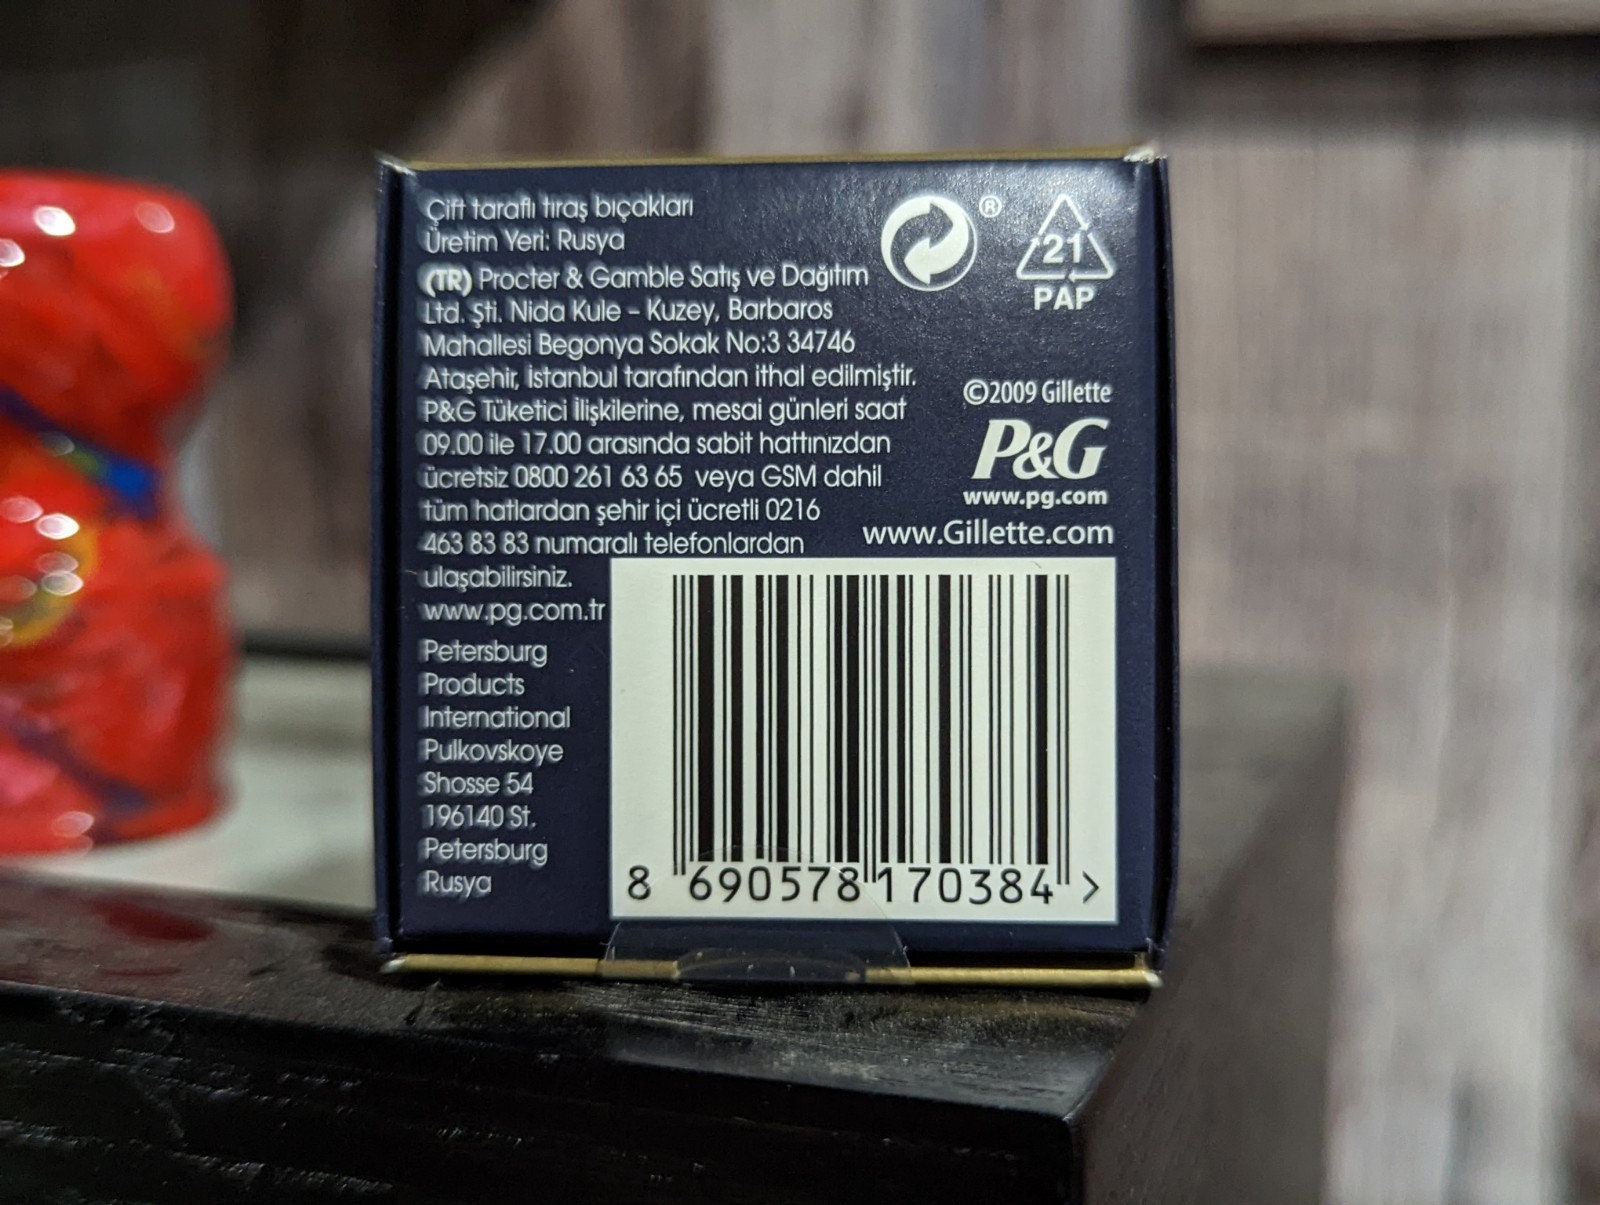 Çift taraflı tıraş bıçakları
Üretim Yeri: Rusya
(TR) Procter & Gamble Satış ve Dağıtım
Ltd. Şti. Nida Kule – Kuzey, Barbaros
Mahallesi Begonya Sokak No:3 34746
Ataşehir, İstanbul tarafından ithal edilmiştir.
P&G Tüketici İlişkilerine, mesai günleri saat
09.00 ile 17.00 arasında sabit hattınızdan
ücretsiz 0800 261 63 65 veya GSM dahil
tüm hatlardan şehir içi ücretli 0216
463 83 83 numaralı telefonlardan
ulaşabilirsiniz.
www.pg.com.tr
Petersburg
Products
International
Pulkovskoye
Shosse 54
196140 St.
Petersburg
Rusya
®
21
PAP
©2009 Gillette
P&G
www.pg.com
www.Gillette.com
8 690578 170384 >